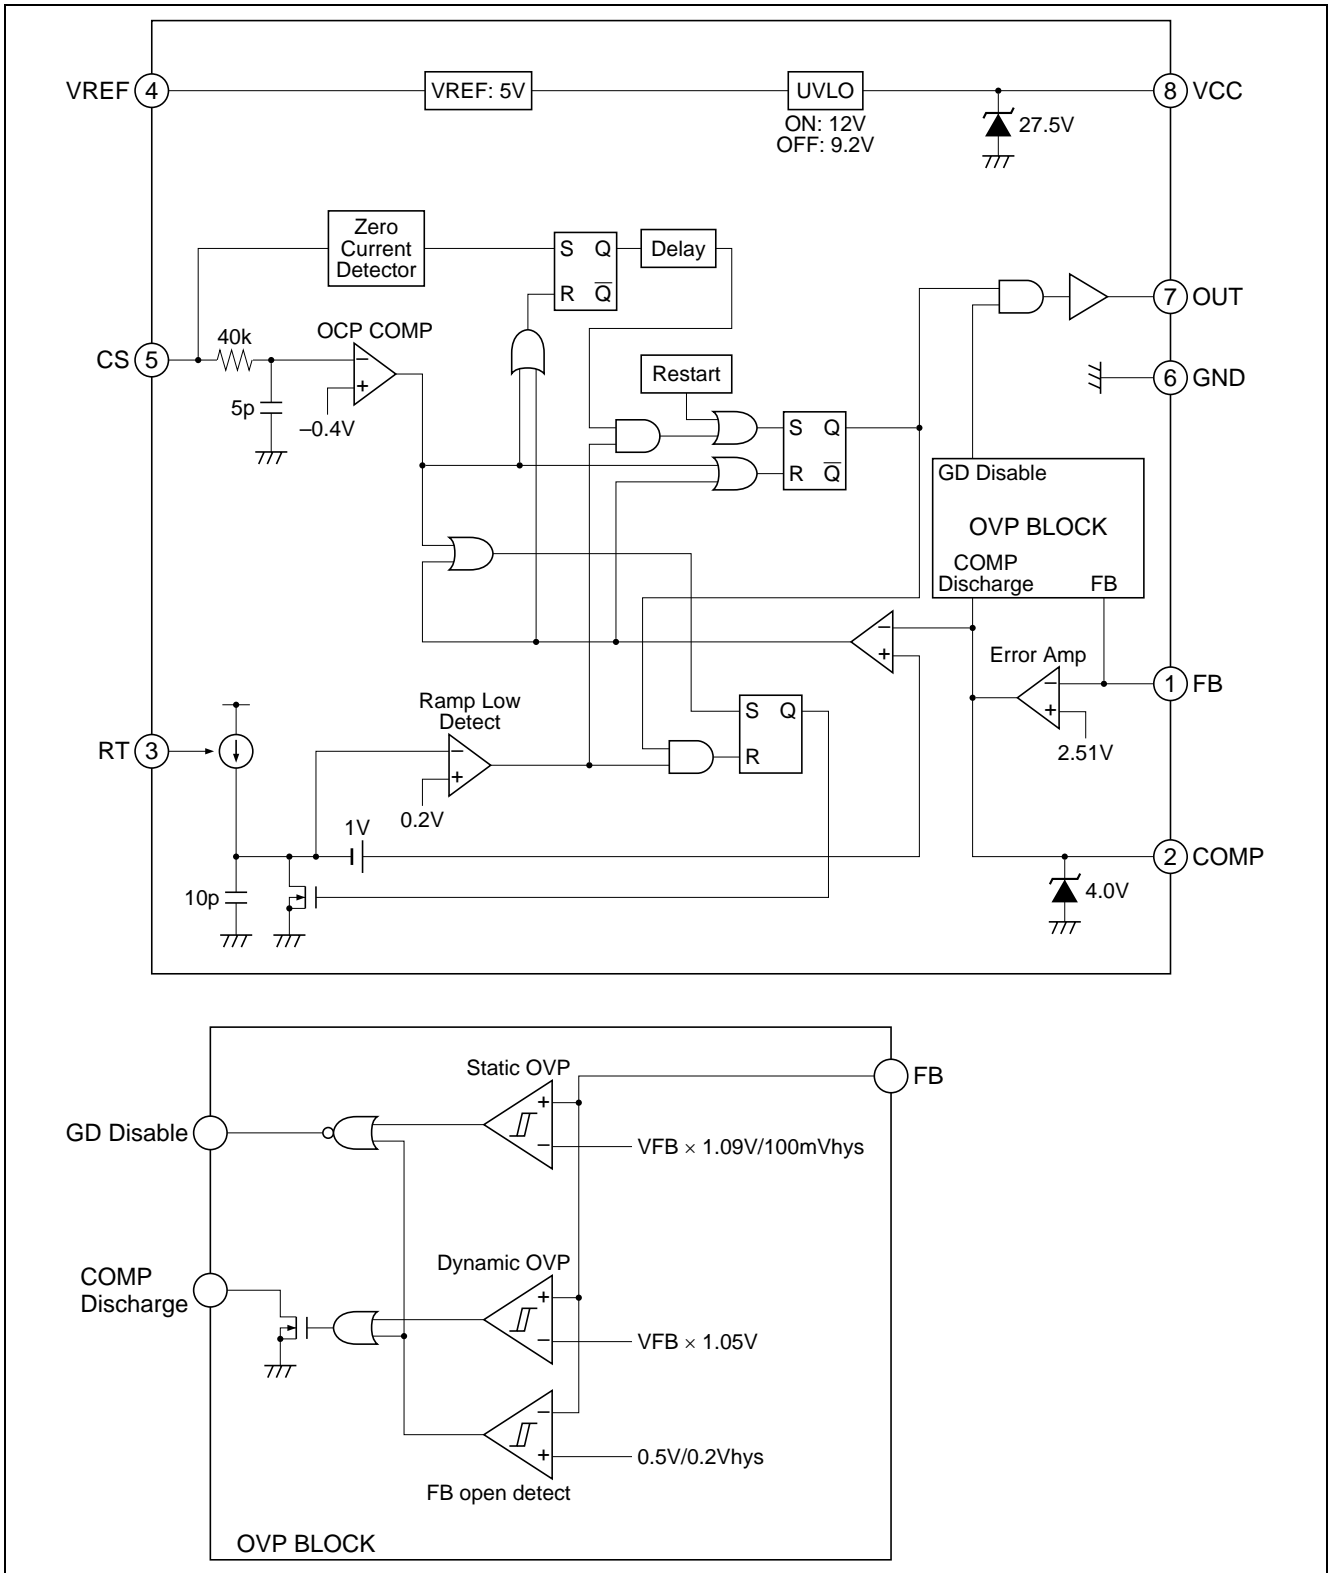 VREF 4
VREF: 5V
UVLO
ON: 12V
OFF: 9.2V
8 VCC
27.5V
Zero
Current
Detector
S Q
R Q
Delay
7 OUT
40k
OCP COMP
CS 5
5p
–0.4V
Restart
6 GND
S Q
R Q
GD Disable
OVP BLOCK
COMP
Discharge
FB
Error Amp
1 FB
2.51V
Ramp Low
Detect
RT 3
0.2V
S Q
R
1V
10p
2 COMP
4.0V
Static OVP
FB
GD Disable
VFB × 1.09V/100mVhys
Dynamic OVP
COMP
Discharge
VFB × 1.05V
0.5V/0.2Vhys
FB open detect
OVP BLOCK